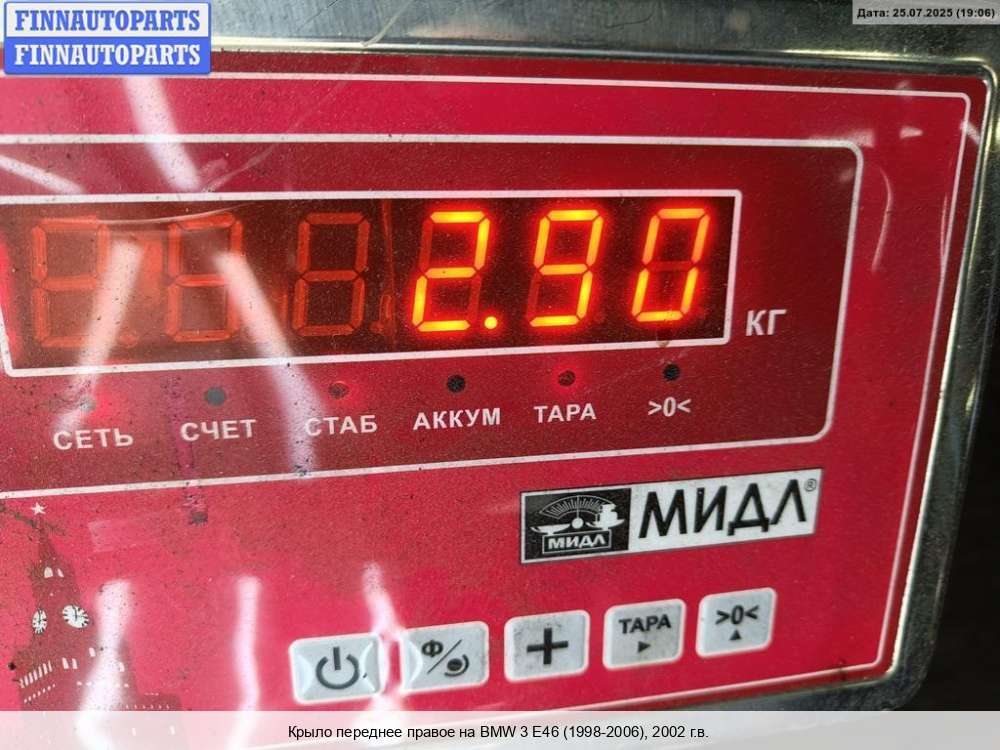 FINNAUTOPARTS
FINNAUTOPARTS
Дата: 25.07.2025 (19:06)
2.90
КГ
СЕТЬ СЧЕТ СТАБ АККУМ ТАРА >0<
МИДЛ МИДЛ®
Ф/ + ТАРА >0<
Крыло переднее правое на BMW 3 E46 (1998-2006), 2002 г.в.